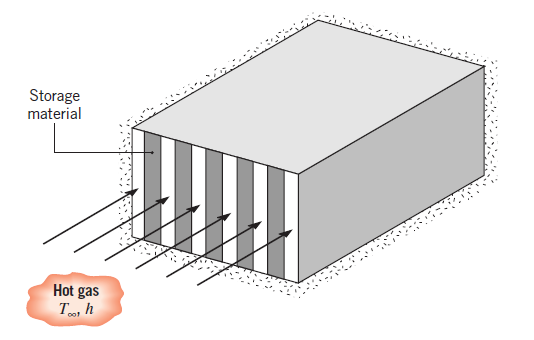 Storage
material
Hot gas
T∞, h